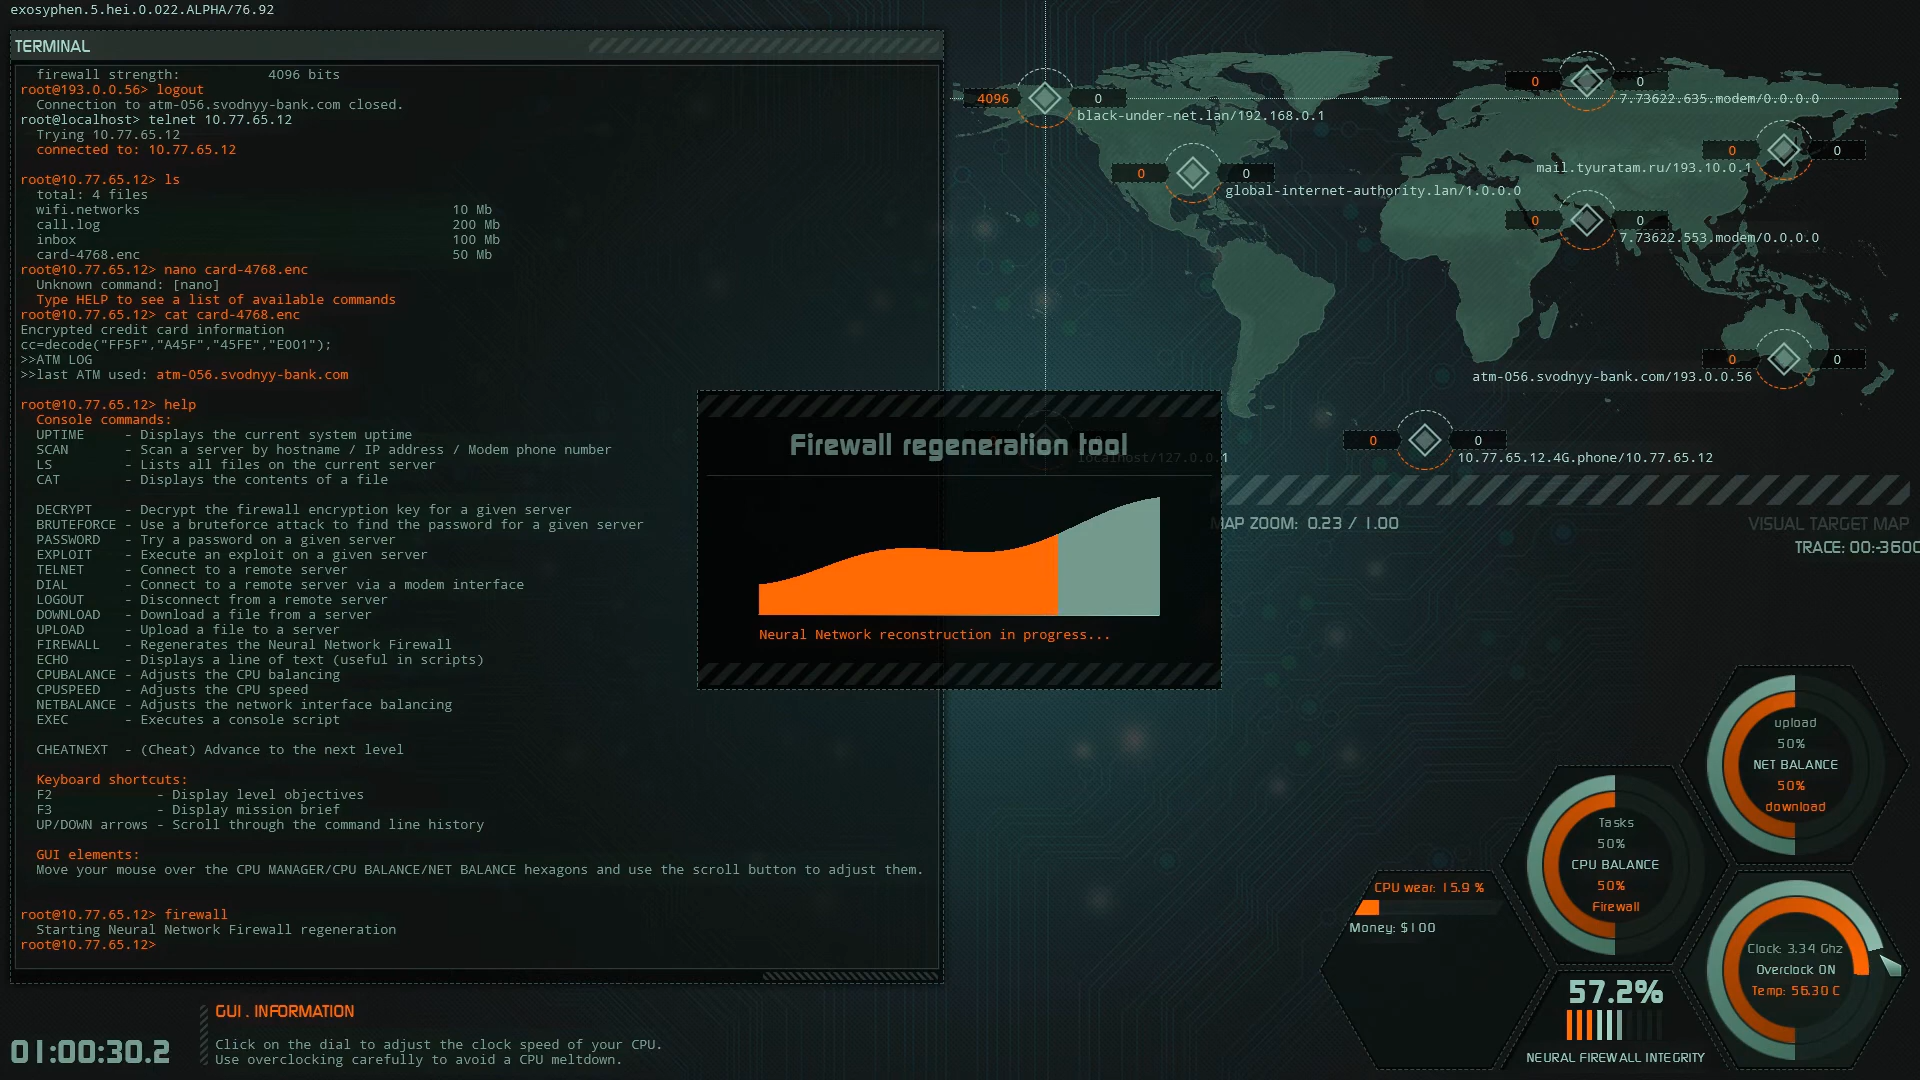 exosyphen.5.hei.0.022.ALPHA/76.92
TERMINAL
firewall strength: 4096 bits
root@193.0.0.56> logout
Connection to atm-056.svodnyy-bank.com closed.
root@localhost> telnet 10.77.65.12
Trying 10.77.65.12
connected to: 10.77.65.12
root@10.77.65.12> ls
total: 4 files
wifi.networks 10 Mb
call.log 200 Mb
inbox 100 Mb
card-4768.enc 50 Mb
root@10.77.65.12> nano card-4768.enc
Unknown command: [nano]
Type HELP to see a list of available commands
root@10.77.65.12> cat card-4768.enc
Encrypted credit card information
cc=decode("FF5F","A45F","45FE","E001");
>>ATM LOG
>>last ATM used: atm-056.svodnyy-bank.com
root@10.77.65.12> help
Console commands:
UPTIME - Displays the current system uptime
SCAN - Scan a server by hostname / IP address / Modem phone number
LS - Lists all files on the current server
CAT - Displays the contents of a file
DECRYPT - Decrypt the firewall encryption key for a given server
BRUTEFORCE - Use a bruteforce attack to find the password for a given server
PASSWORD - Try a password on a given server
EXPLOIT - Execute an exploit on a given server
TELNET - Connect to a remote server
DIAL - Connect to a remote server via a modem interface
LOGOUT - Disconnect from a remote server
DOWNLOAD - Download a file from a server
UPLOAD - Upload a file to a server
FIREWALL - Regenerates the Neural Network Firewall
ECHO - Displays a line of text (useful in scripts)
CPUBALANCE - Adjusts the CPU balancing
CPUSPEED - Adjusts the CPU speed
NETBALANCE - Adjusts the network interface balancing
EXEC - Executes a console script
CHEATNEXT - (Cheat) Advance to the next level
Keyboard shortcuts:
F2 - Display level objectives
F3 - Display mission brief
UP/DOWN arrows - Scroll through the command line history
GUI elements:
Move your mouse over the CPU MANAGER/CPU BALANCE/NET BALANCE hexagons and use the scroll button to adjust them.
root@10.77.65.12> firewall
Starting Neural Network Firewall regeneration
root@10.77.65.12>
01:00:30.2
GUI . INFORMATION
Click on the dial to adjust the clock speed of your CPU.
Use overclocking carefully to avoid a CPU meltdown.
Firewall regeneration tool
Neural Network reconstruction in progress...
4096 0
black-under-net.lan/192.168.0.1
0 0
7.73622.635.modem/0.0.0.0
0 0
mail.tyuratam.ru/193.10.0.1
0 0
global-internet-authority.lan/1.0.0.0
0 0
7.73622.553.modem/0.0.0.0
0 0
atm-056.svodnyy-bank.com/193.0.0.56
0 0
10.77.65.12.4G.phone/10.77.65.12
localhost/127.0.0.1
MAP ZOOM: 0.23 / 1.00
VISUAL TARGET MAP
TRACE: 00:-3600
upload
50%
NET BALANCE
50%
download
Tasks
50%
CPU BALANCE
50%
Firewall
CPU wear: 15.9 %
Money: $100
Clock: 3.34 Ghz
Overclock ON
Temp: 56.30 C
57.2%
NEURAL FIREWALL INTEGRITY